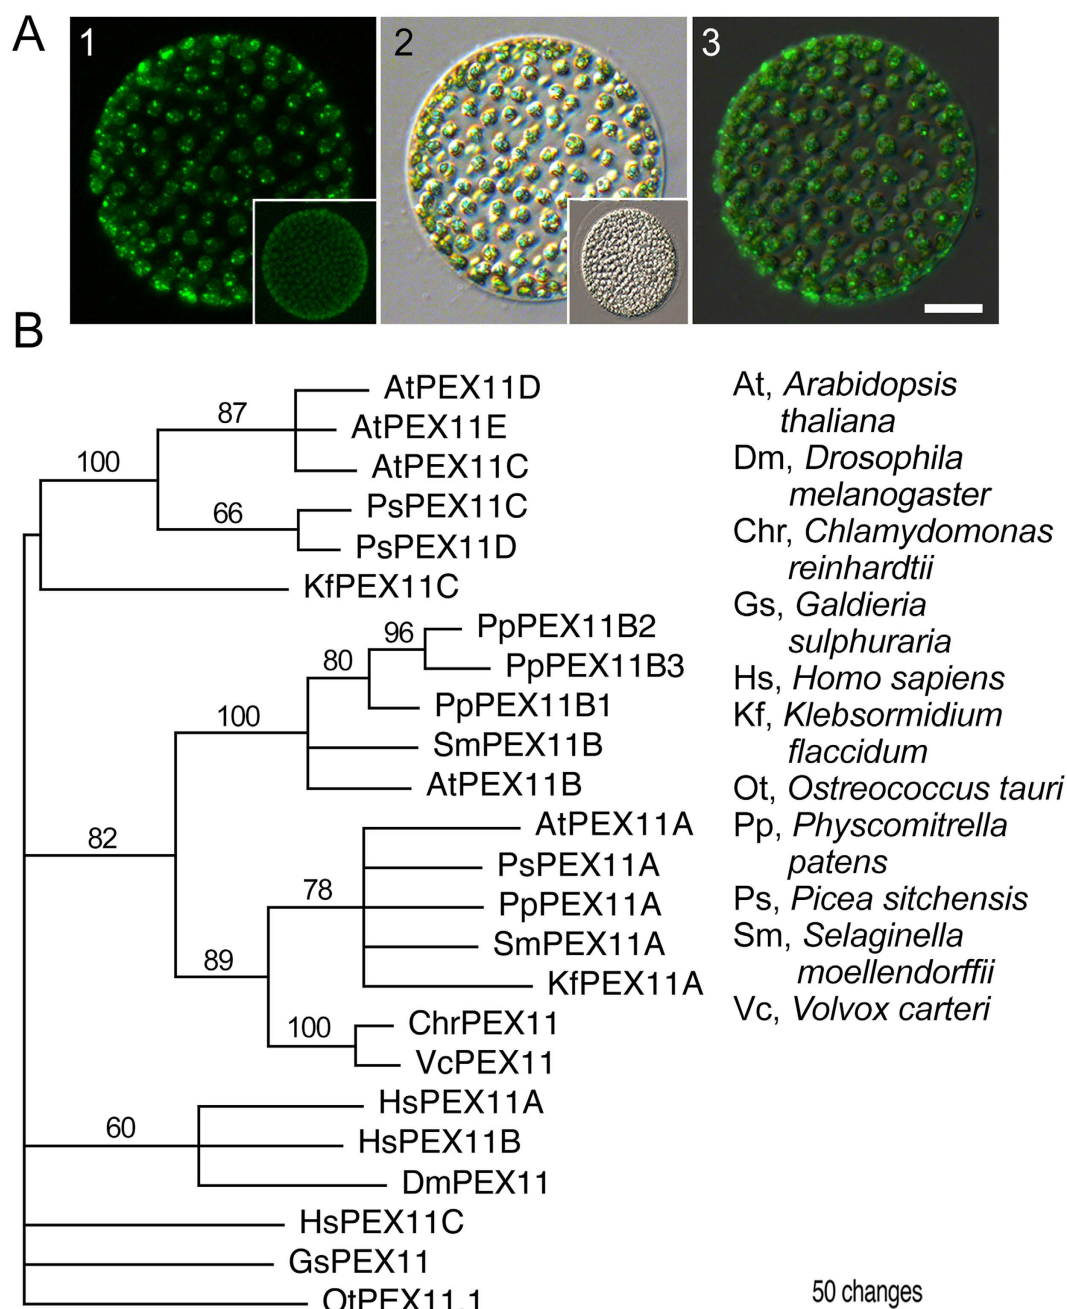 A
1
2
3
B
AtPEX11D
87
AtPEX11E
100
AtPEX11C
PsPEX11C
66
PsPEX11D
KfPEX11C
PpPEX11B2
96
PpPEX11B3
80
PpPEX11B1
100
SmPEX11B
AtPEX11B
AtPEX11A
82
PsPEX11A
78
PpPEX11A
SmPEX11A
89
KfPEX11A
ChrPEX11
100
VcPEX11
HsPEX11A
60
HsPEX11B
DmPEX11
HsPEX11C
GsPEX11
OtPEX11.1
At, Arabidopsis
thaliana
Dm, Drosophila
melanogaster
Chr, Chlamydomonas
reinhardtii
Gs, Galdieria
sulphuraria
Hs, Homo sapiens
Kf, Klebsormidium
flaccidum
Ot, Ostreococcus tauri
Pp, Physcomitrella
patens
Ps, Picea sitchensis
Sm, Selaginella
moellendorffii
Vc, Volvox carteri
50 changes